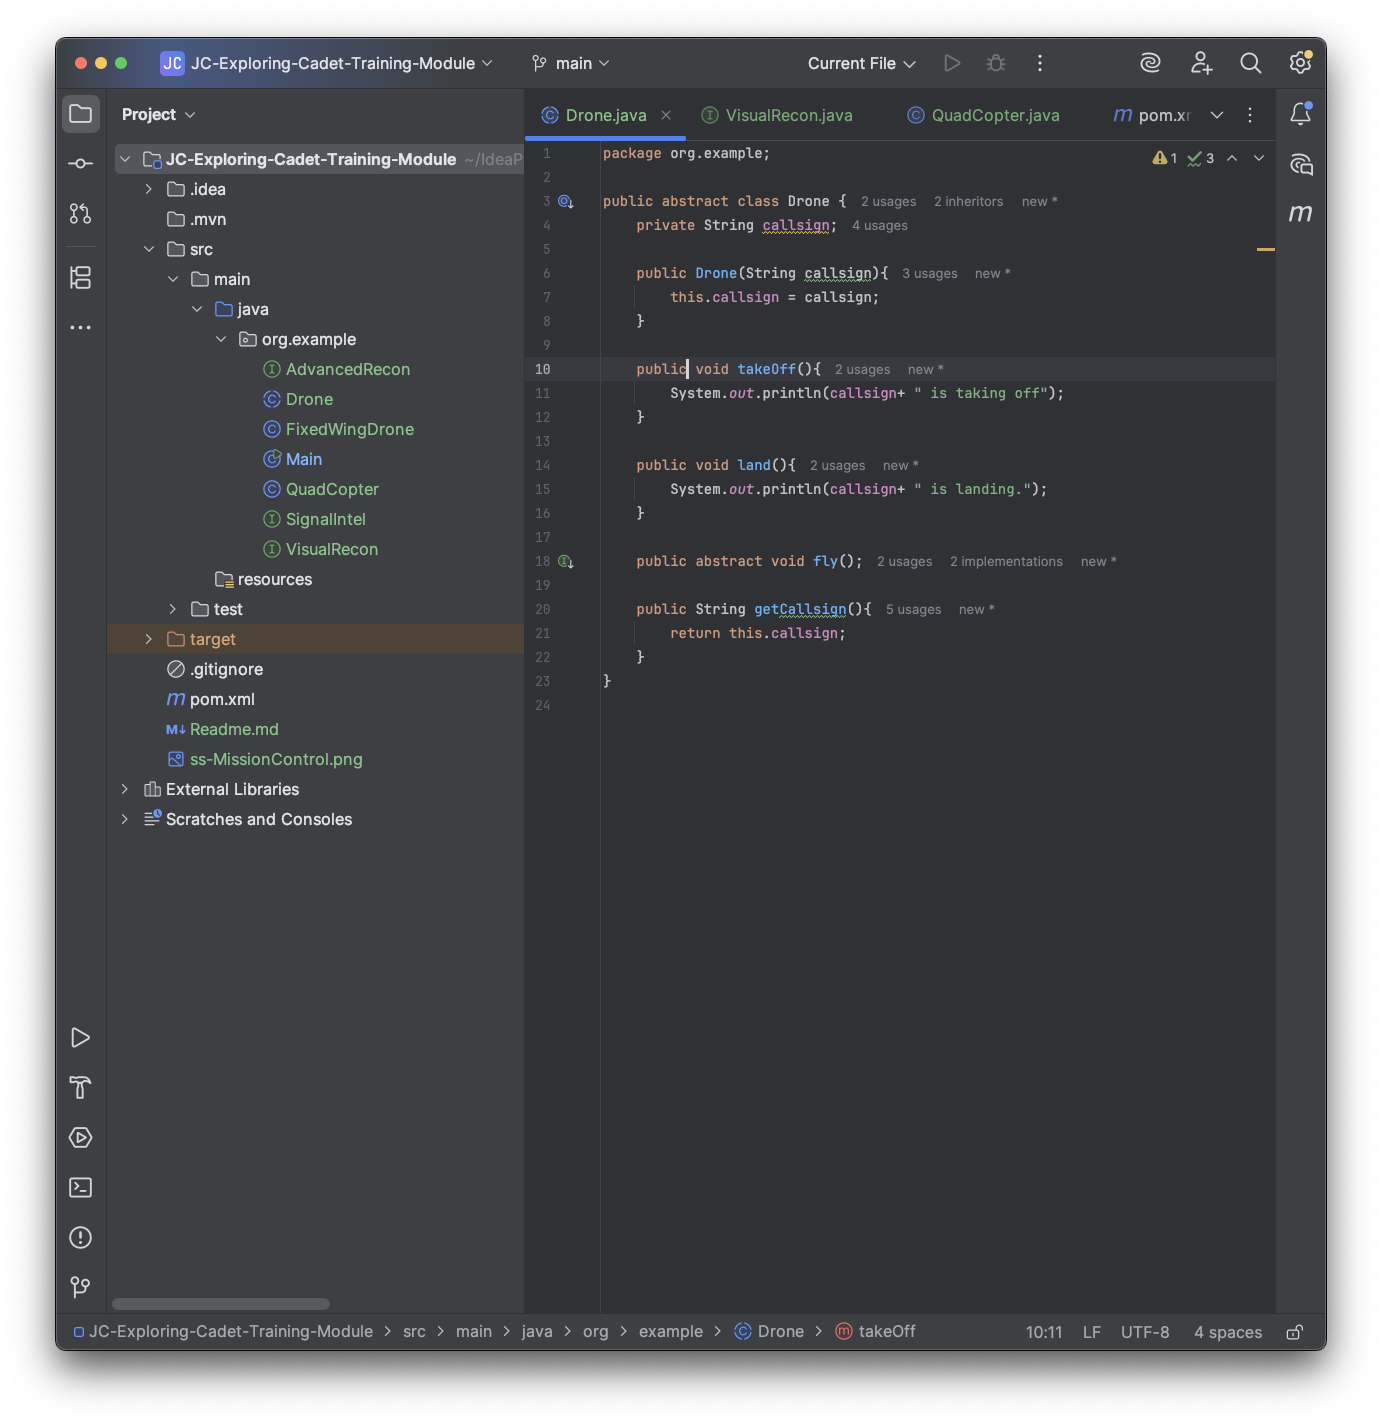 JC JC-Exploring-Cadet-Training-Module main Current File
Project
JC-Exploring-Cadet-Training-Module ~/IdeaP
.idea
.mvn
src
main
java
org.example
AdvancedRecon
Drone
FixedWingDrone
Main
QuadCopter
SignalIntel
VisualRecon
resources
test
target
.gitignore
pom.xml
Readme.md
ss-MissionControl.png
External Libraries
Scratches and Consoles
Drone.java VisualRecon.java QuadCopter.java pom.xr
1 package org.example; 1 3
2
3 public abstract class Drone { 2 usages 2 inheritors new *
4 private String callsign; 4 usages
5
6 public Drone(String callsign){ 3 usages new *
7 this.callsign = callsign;
8 }
9
10 public void takeOff(){ 2 usages new *
11 System.out.println(callsign+ " is taking off");
12 }
13
14 public void land(){ 2 usages new *
15 System.out.println(callsign+ " is landing.");
16 }
17
18 public abstract void fly(); 2 usages 2 implementations new *
19
20 public String getCallsign(){ 5 usages new *
21 return this.callsign;
22 }
23 }
24
JC-Exploring-Cadet-Training-Module > src > main > java > org > example > Drone > takeOff 10:11 LF UTF-8 4 spaces